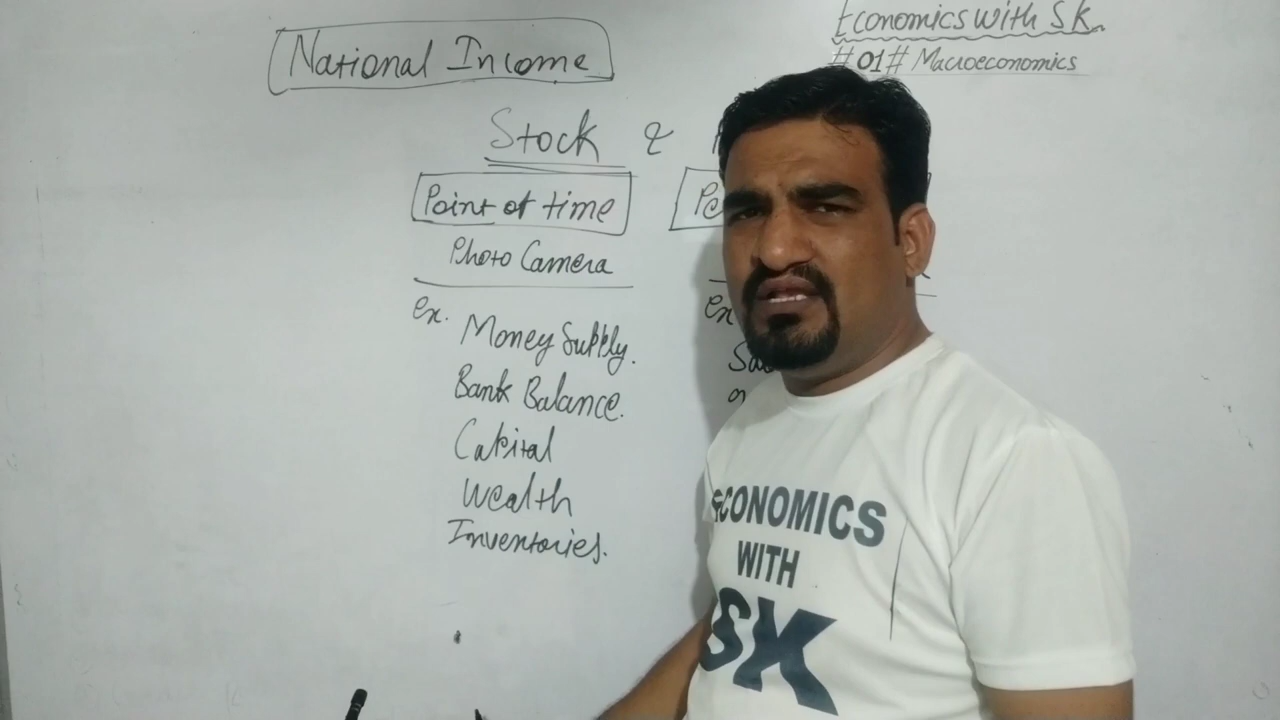 Economics with SK.
#01# Macroeconomics
National Income
Stock &
Point of time
Photo Camera
ex. Money Supply.
Bank Balance.
Capital
Wealth
Inventories.
ex
ECONOMICS
WITH
SK